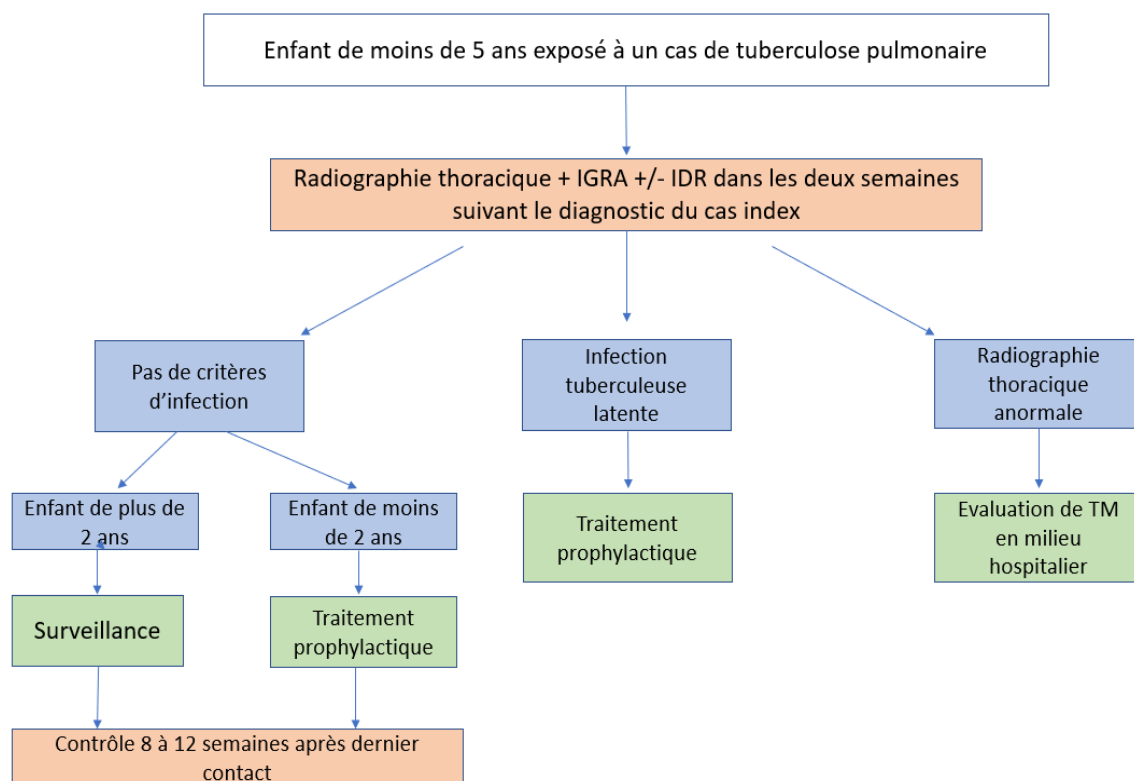 Enfant de moins de 5 ans exposé à un cas de tuberculose pulmonaire
Radiographie thoracique + IGRA +/- IDR dans les deux semaines
suivant le diagnostic du cas index
Pas de critères
d’infection
Infection
tuberculeuse
latente
Radiographie
thoracique
anormale
Enfant de plus de
2 ans
Enfant de moins
de 2 ans
Traitement
prophylactique
Evaluation de TM
en milieu
hospitalier
Surveillance
Traitement
prophylactique
Contrôle 8 à 12 semaines après dernier
contact